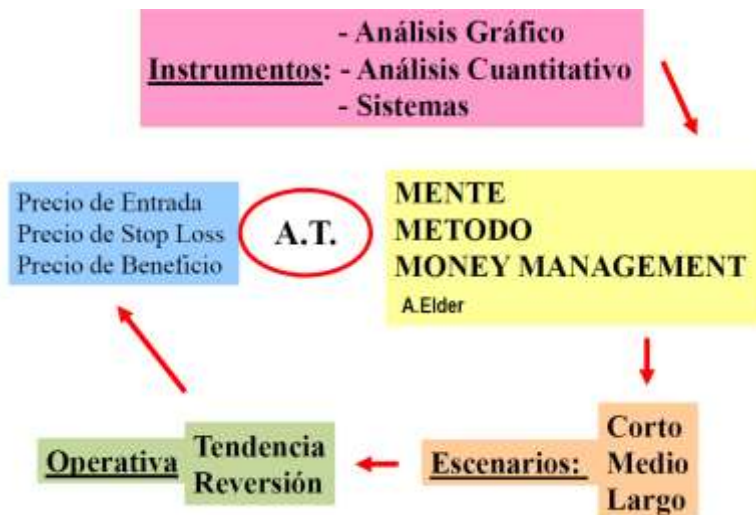 - Análisis Gráfico
Instrumentos: - Análisis Cuantitativo
- Sistemas
MENTE
METODO
MONEY MANAGEMENT
A.Elder
Precio de Entrada
Precio de Stop Loss
Precio de Beneficio
A.T.
Corto
Escenarios: Medio
Largo
Operativa Tendencia
Reversión